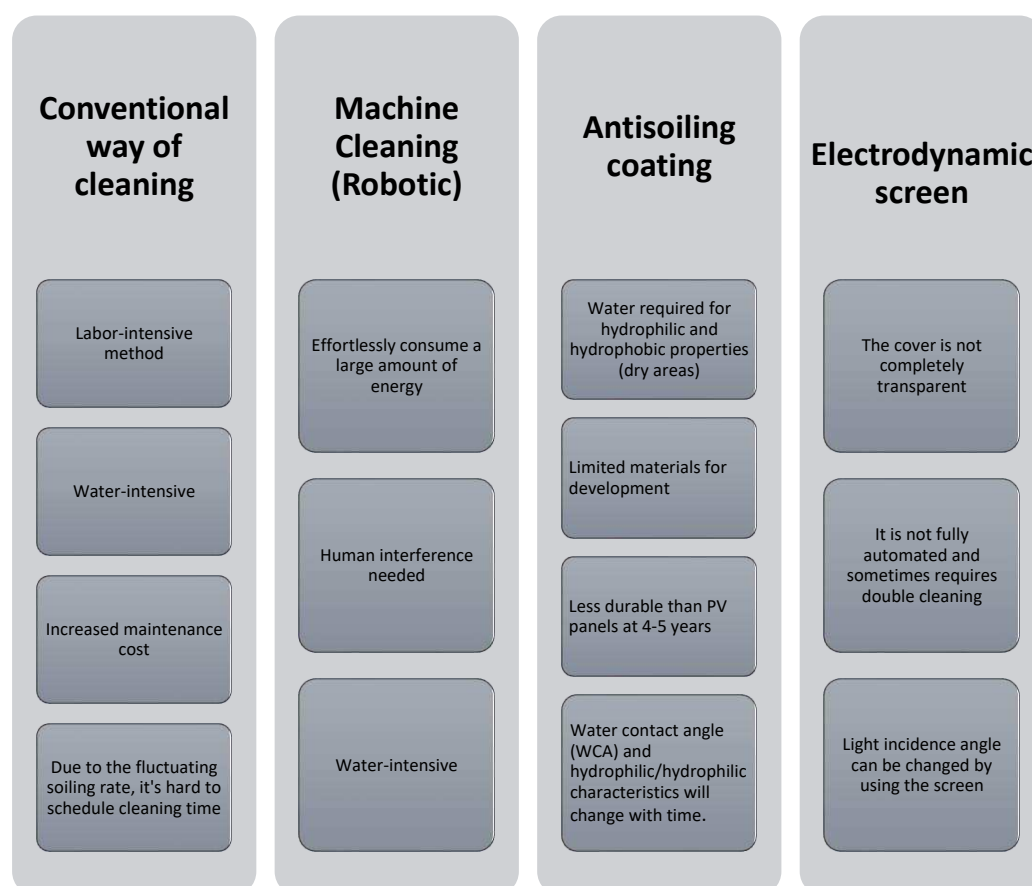 Conventional
way of
cleaning
Labor-intensive
method
Water-intensive
Increased maintenance
cost
Due to the fluctuating
soiling rate, it's hard to
schedule cleaning time
Machine
Cleaning
(Robotic)
Effortlessly consume a
large amount of
energy
Human interference
needed
Water-intensive
Antisoiling
coating
Water required for
hydrophilic and
hydrophobic properties
(dry areas)
Limited materials for
development
Less durable than PV
panels at 4-5 years
Water contact angle
(WCA) and
hydrophilic/hydrophilic
characteristics will
change with time.
Electrodynamic
screen
The cover is not
completely
transparent
It is not fully
automated and
sometimes requires
double cleaning
Light incidence angle
can be changed by
using the screen